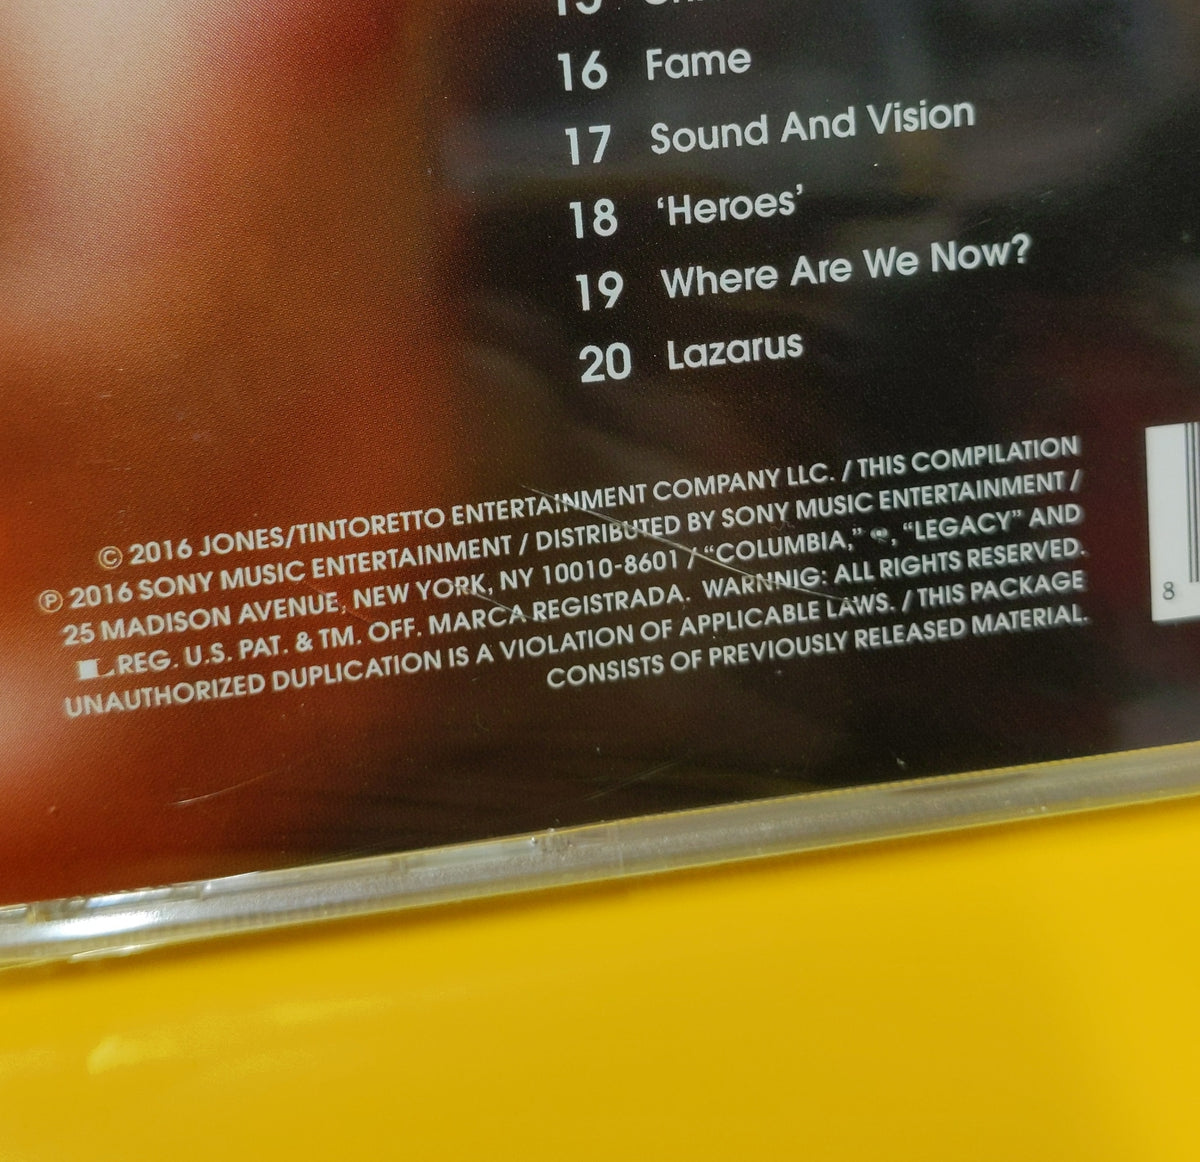 15
16 Fame
17 Sound And Vision
18 ‘Heroes’
19 Where Are We Now?
20 Lazarus
© 2016 JONES/TINTORETTO ENTERTAINMENT COMPANY LLC. / THIS COMPILATION
℗ 2016 SONY MUSIC ENTERTAINMENT / DISTRIBUTED BY SONY MUSIC ENTERTAINMENT /
25 MADISON AVENUE, NEW YORK, NY 10010-8601 / “COLUMBIA,” , “LEGACY” AND
L REG. U.S. PAT. & TM. OFF. MARCA REGISTRADA. WARNNIG: ALL RIGHTS RESERVED.
UNAUTHORIZED DUPLICATION IS A VIOLATION OF APPLICABLE LAWS. / THIS PACKAGE
CONSISTS OF PREVIOUSLY RELEASED MATERIAL.
8